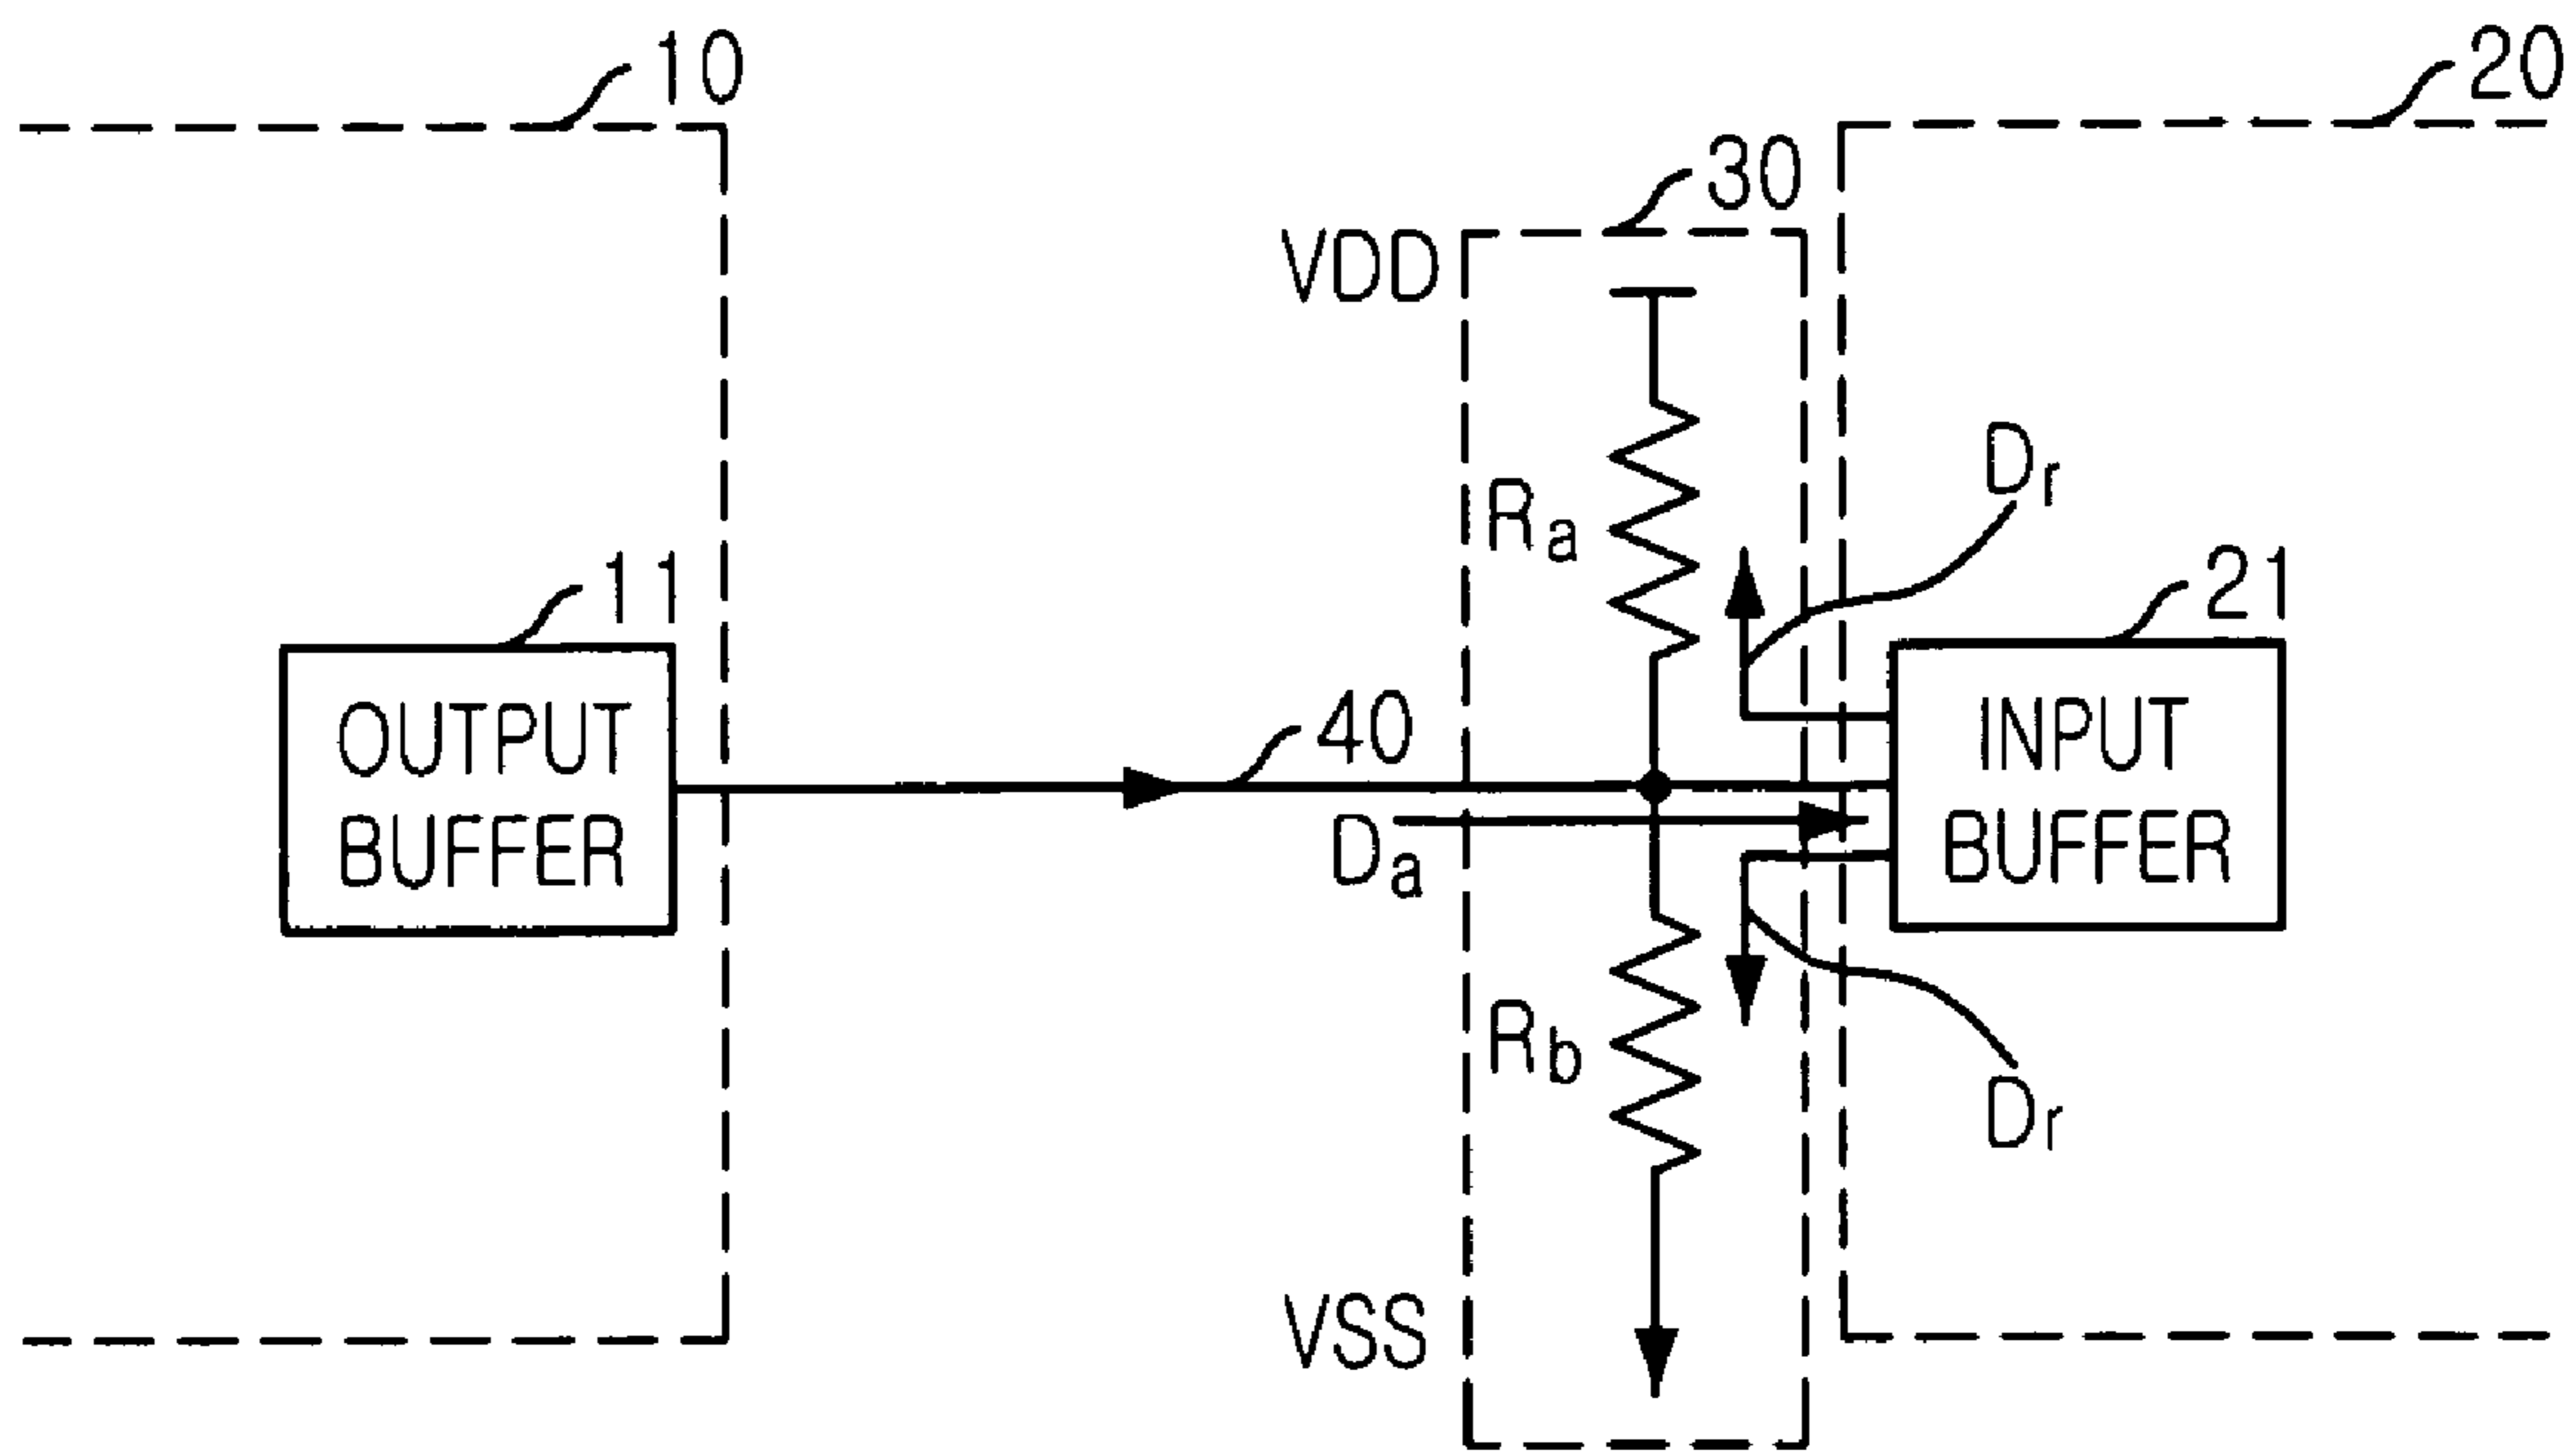 10
20
30
VDD
Ra
Dr
11
21
OUTPUT
BUFFER
40
INPUT
BUFFER
Da
Rb
Dr
VSS